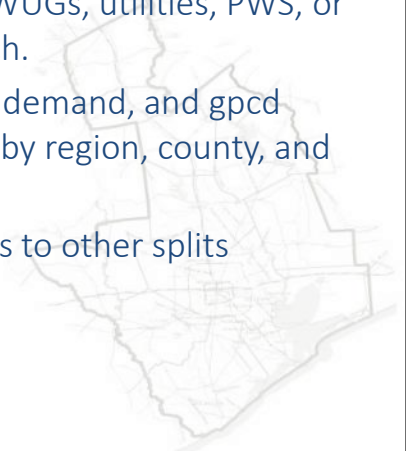 WUGs, utilities, PWS, or
h.
demand, and gpcd
by region, county, and
s to other splits